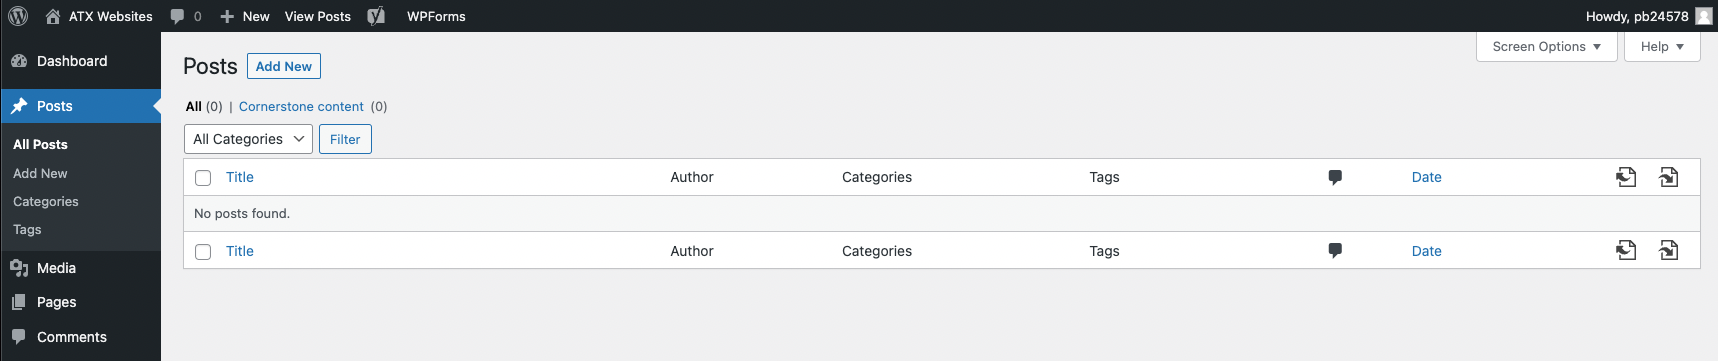 ATX Websites 0 New View Posts WPForms Howdy, pb24578
Screen Options Help
Dashboard
Posts
All Posts
Add New
Categories
Tags
Media
Pages
Comments
Posts Add New
All (0) | Cornerstone content (0)
All Categories Filter
Title Author Categories Tags Date
No posts found.
Title Author Categories Tags Date